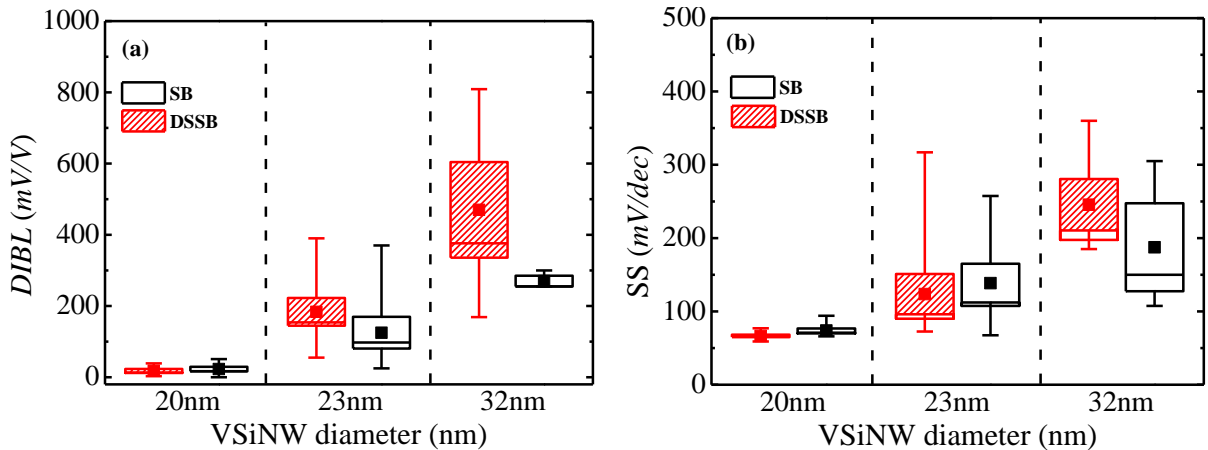 (a)
SB
DSSB
1000
800
600
400
200
0
DIBL (mV/V)
20nm 23nm 32nm
VSiNW diameter (nm)
(b)
SB
DSSB
500
400
300
200
100
0
SS (mV/dec)
20nm 23nm 32nm
VSiNW diameter (nm)